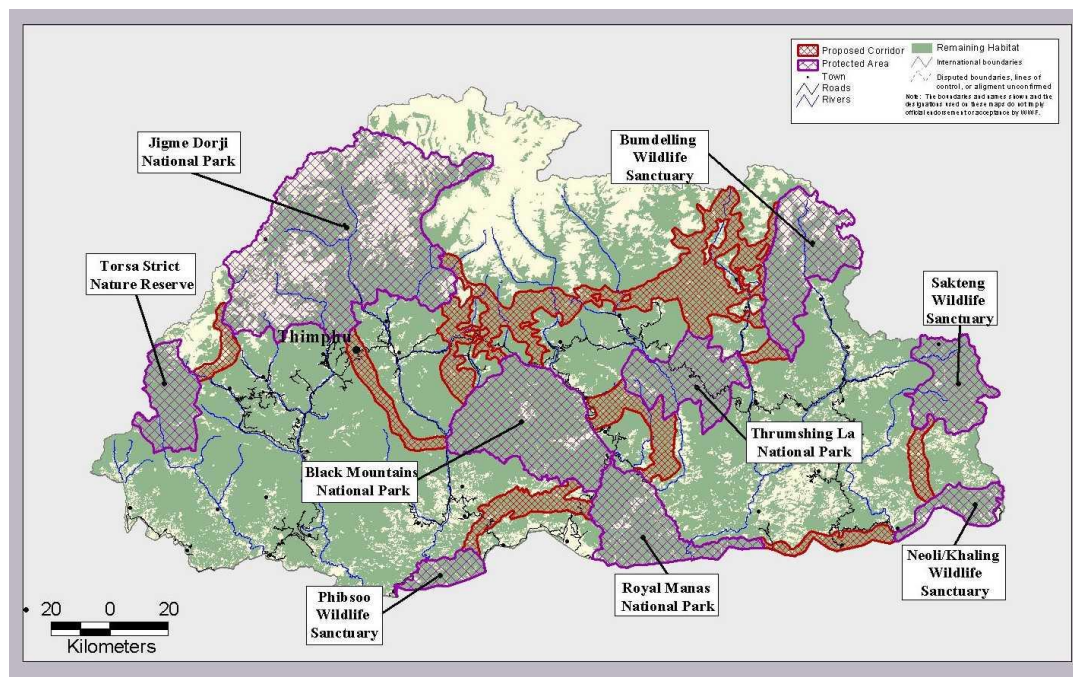 Proposed Corridor
Protected Area
Town
Roads
Rivers
Remaining Habitat
International boundaries
Disputed boundaries, lines of
control, or aligment unconfirmed
Note: The boundaries and names shown and the
designations used on these maps do not imply
official endorsement or acceptance by WWF.
Jigme Dorji
National Park
Bumdelling
Wildlife
Sanctuary
Torsa Strict
Nature Reserve
Sakteng
Wildlife
Sanctuary
Thimphu
Thrumshing La
National Park
Black Mountains
National Park
Neoli/Khaling
Wildlife
Sanctuary
Royal Manas
National Park
Phibsoo
Wildlife
Sanctuary
20 0 20
Kilometers